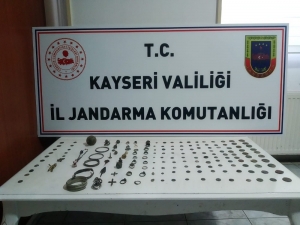 T.C.
KAYSERİ VALİLİĞİ
İL JANDARMA KOMUTANLIĞI